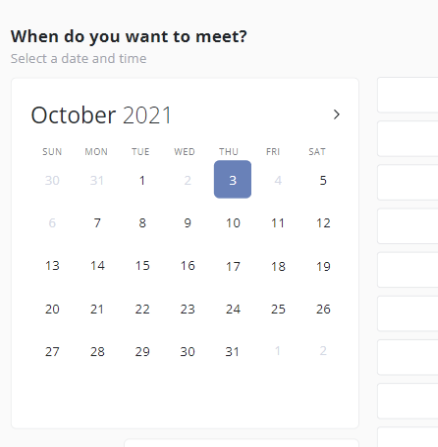 When do you want to meet?
Select a date and time
October 2021 >
SUN MON TUE WED THU FRI SAT
30 31 1 2 3 4 5
6 7 8 9 10 11 12
13 14 15 16 17 18 19
20 21 22 23 24 25 26
27 28 29 30 31 1 2